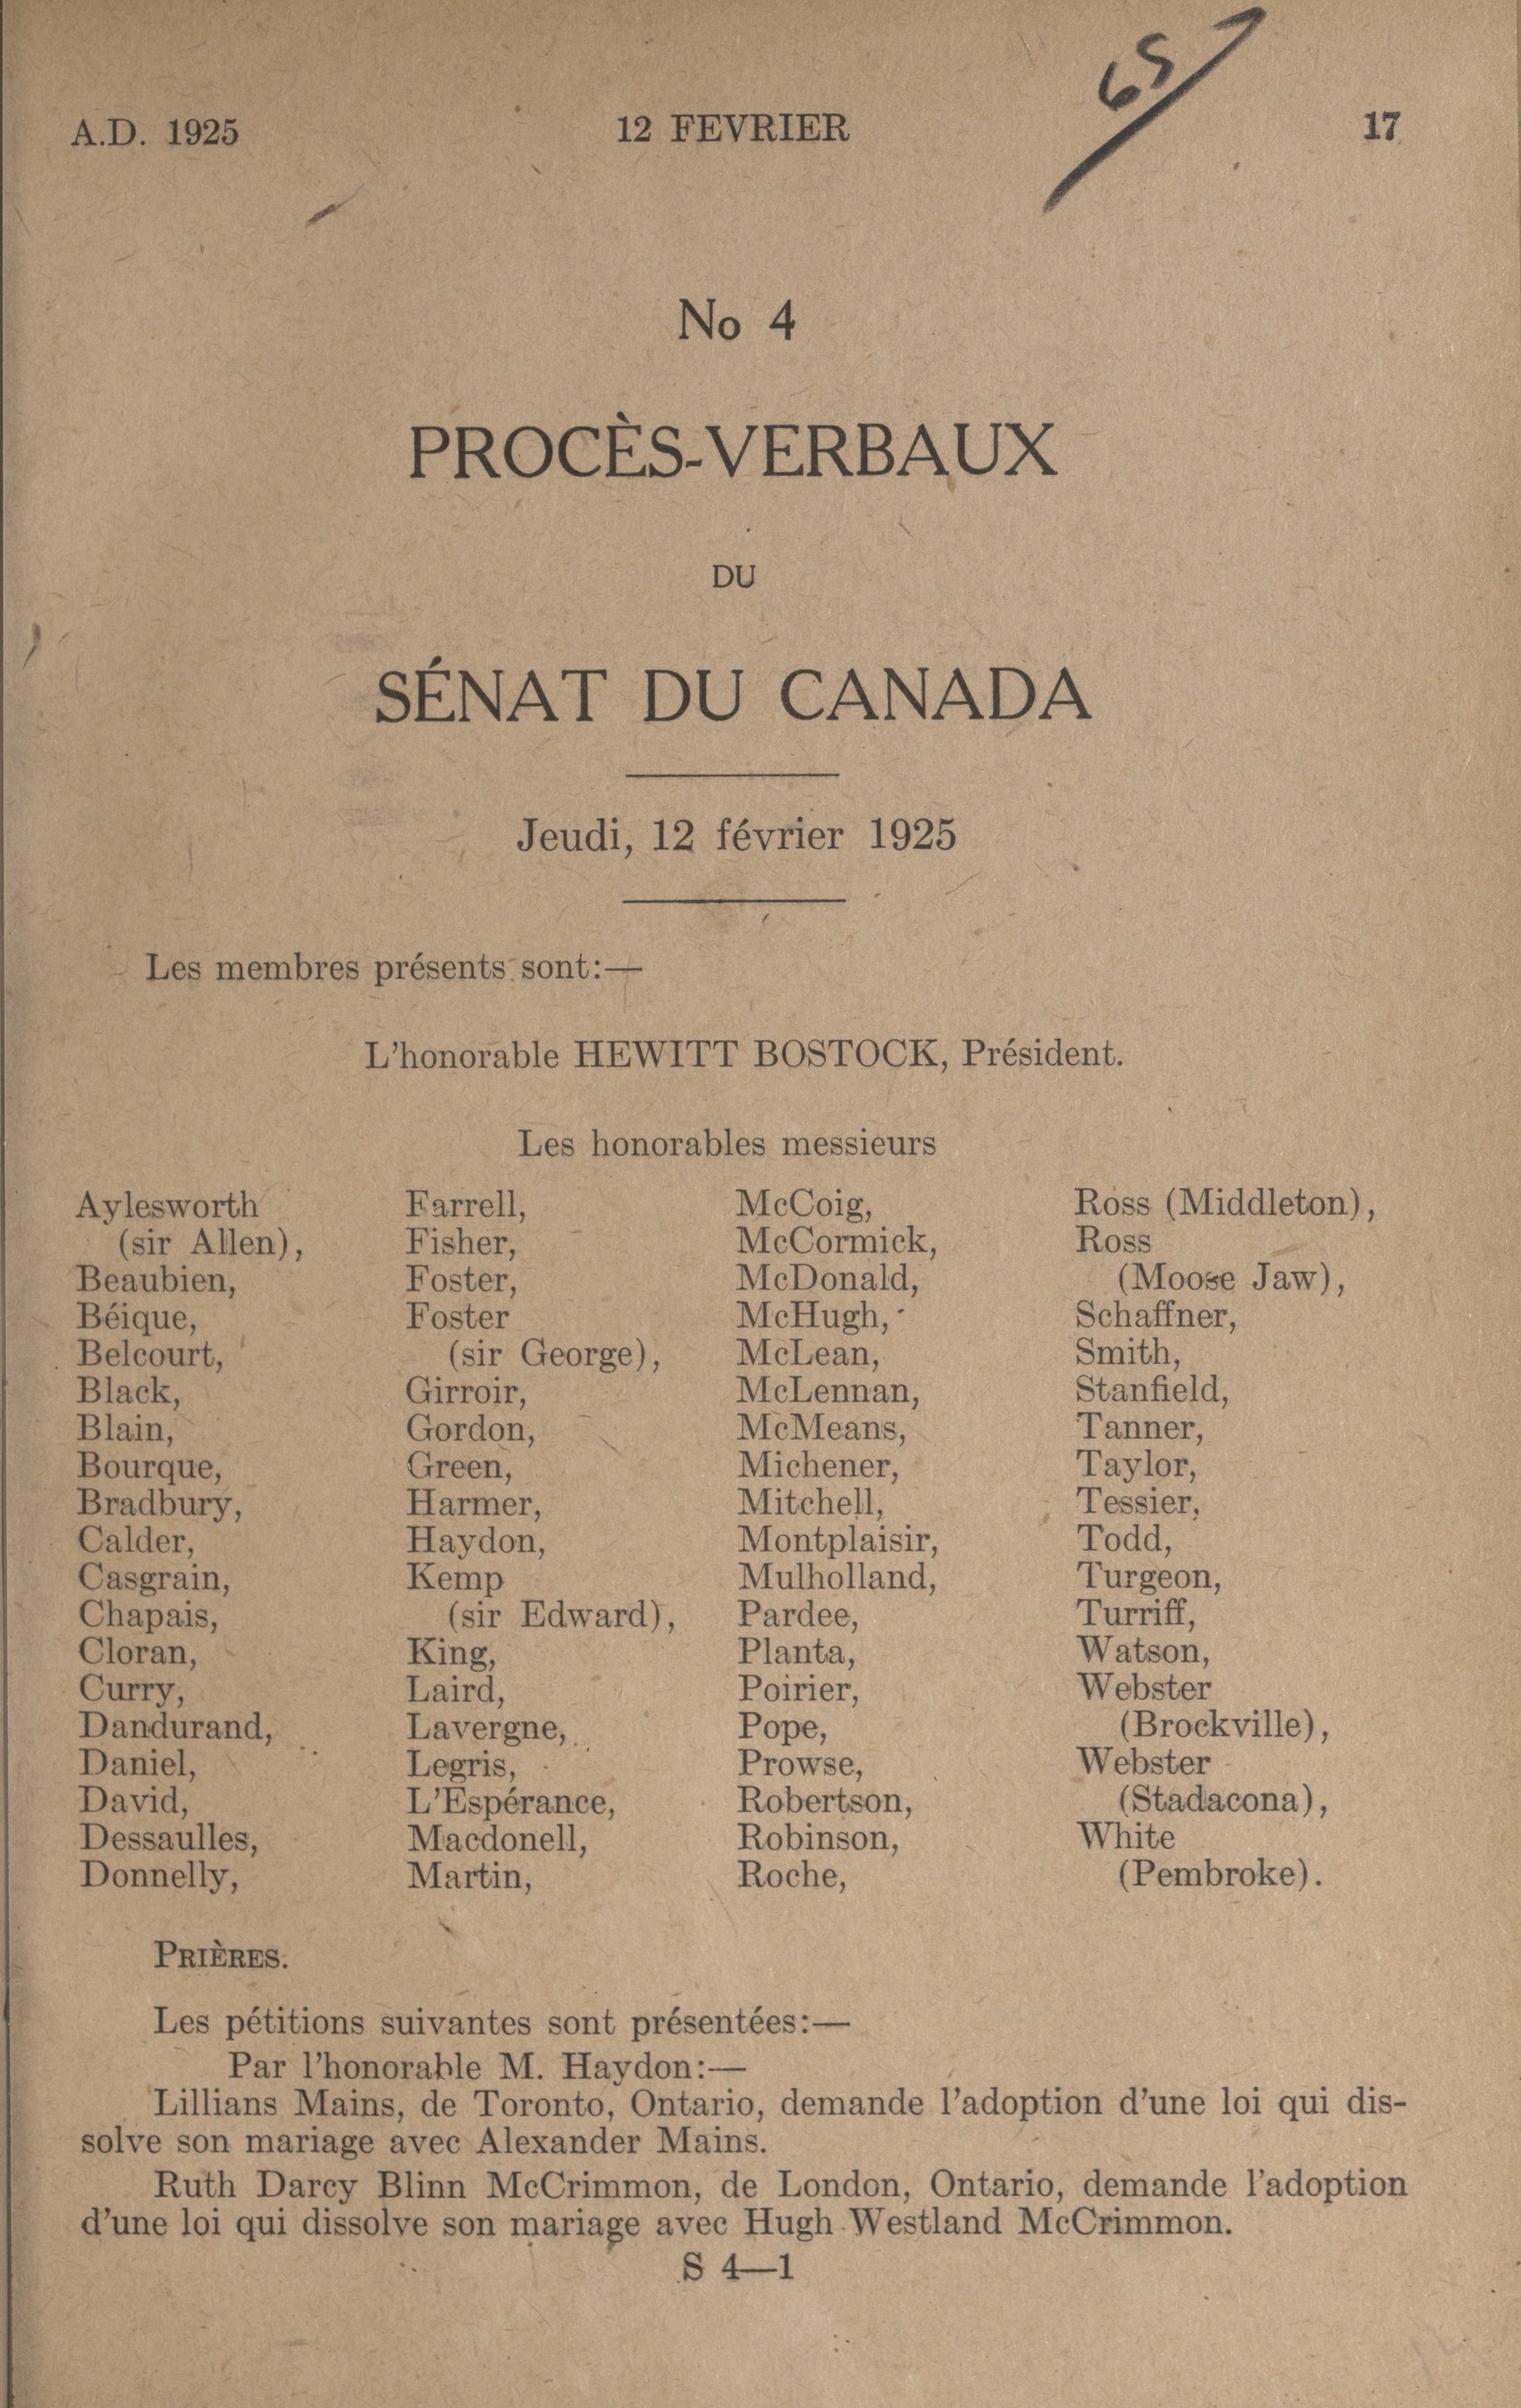 65
A.D. 1925 12 FEVRIER 17
No 4
PROCÈS-VERBAUX
DU
SÉNAT DU CANADA
Jeudi, 12 février 1925
Les membres présents sont:—
L'honorable HEWITT BOSTOCK, Président.
Les honorables messieurs
Aylesworth
(sir Allen),
Beaubien,
Béique,
Belcourt,
Black,
Blain,
Bourque,
Bradbury,
Calder,
Casgrain,
Chapais,
Cloran,
Curry,
Dandurand,
Daniel,
David,
Dessaulles,
Donnelly,
Farrell,
Fisher,
Foster,
Foster
(sir George),
Girroir,
Gordon,
Green,
Harmer,
Haydon,
Kemp
(sir Edward),
King,
Laird,
Lavergne,
Legris,
L'Espérance,
Macdonell,
Martin,
McCoig,
McCormick,
McDonald,
McHugh,
McLean,
McLennan,
McMeans,
Michener,
Mitchell,
Montplaisir,
Mulholland,
Pardee,
Planta,
Poirier,
Pope,
Prowse,
Robertson,
Robinson,
Roche,
Ross (Middleton),
Ross
(Moose Jaw),
Schaffner,
Smith,
Stanfield,
Tanner,
Taylor,
Tessier,
Todd,
Turgeon,
Turriff,
Watson,
Webster
(Brockville),
Webster
(Stadacona),
White
(Pembroke).
PRIÈRES.
Les pétitions suivantes sont présentées:—
Par l'honorable M. Haydon:—
Lillians Mains, de Toronto, Ontario, demande l'adoption d'une loi qui dis-
solve son mariage avec Alexander Mains.
Ruth Darcy Blinn McCrimmon, de London, Ontario, demande l'adoption
d'une loi qui dissolve son mariage avec Hugh Westland McCrimmon.
S 4—1